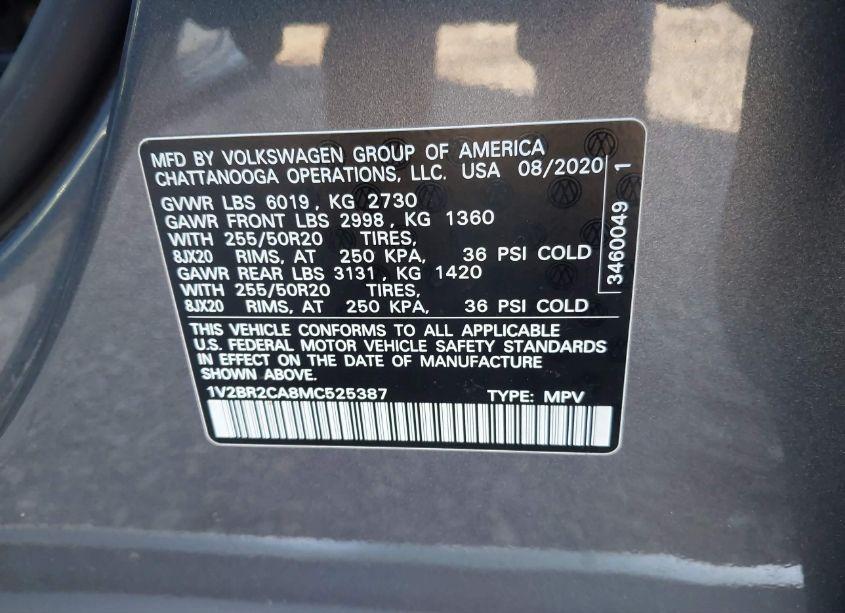 MFD BY VOLKSWAGEN GROUP OF AMERICA
CHATTANOOGA OPERATIONS, LLC. USA 08/2020
GVWR LBS 6019, KG 2730
GAWR FRONT LBS 2998, KG 1360
WITH 255/50R20 TIRES,
8JX20 RIMS, AT 250 KPA, 36 PSI COLD
GAWR REAR LBS 3131, KG 1420
WITH 255/50R20 TIRES,
8JX20 RIMS, AT 250 KPA, 36 PSI COLD
3460049 1
THIS VEHICLE CONFORMS TO ALL APPLICABLE
U.S. FEDERAL MOTOR VEHICLE SAFETY STANDARDS
IN EFFECT ON THE DATE OF MANUFACTURE
SHOWN ABOVE.
1V2BR2CA8MC525387 TYPE: MPV